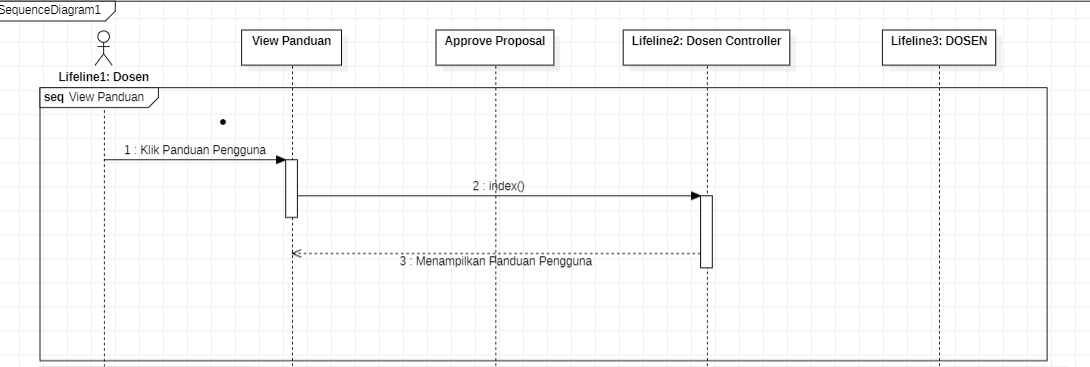 SequenceDiagram1
View Panduan
Approve Proposal
Lifeline2: Dosen Controller
Lifeline3: DOSEN
Lifeline1: Dosen
seq View Panduan
1 : Klik Panduan Pengguna
2 : index()
3 : Menampilkan Panduan Pengguna